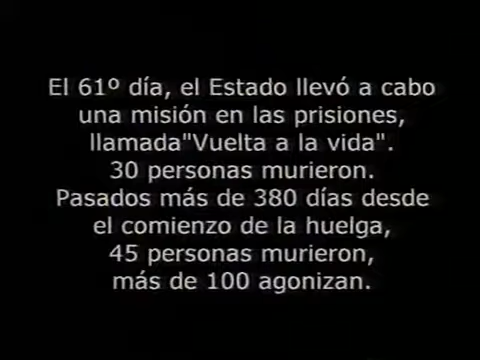 El 61º día, el Estado llevó a cabo
una misión en las prisiones,
llamada"Vuelta a la vida".
30 personas murieron.
Pasados más de 380 días desde
el comienzo de la huelga,
45 personas murieron,
más de 100 agonizan.